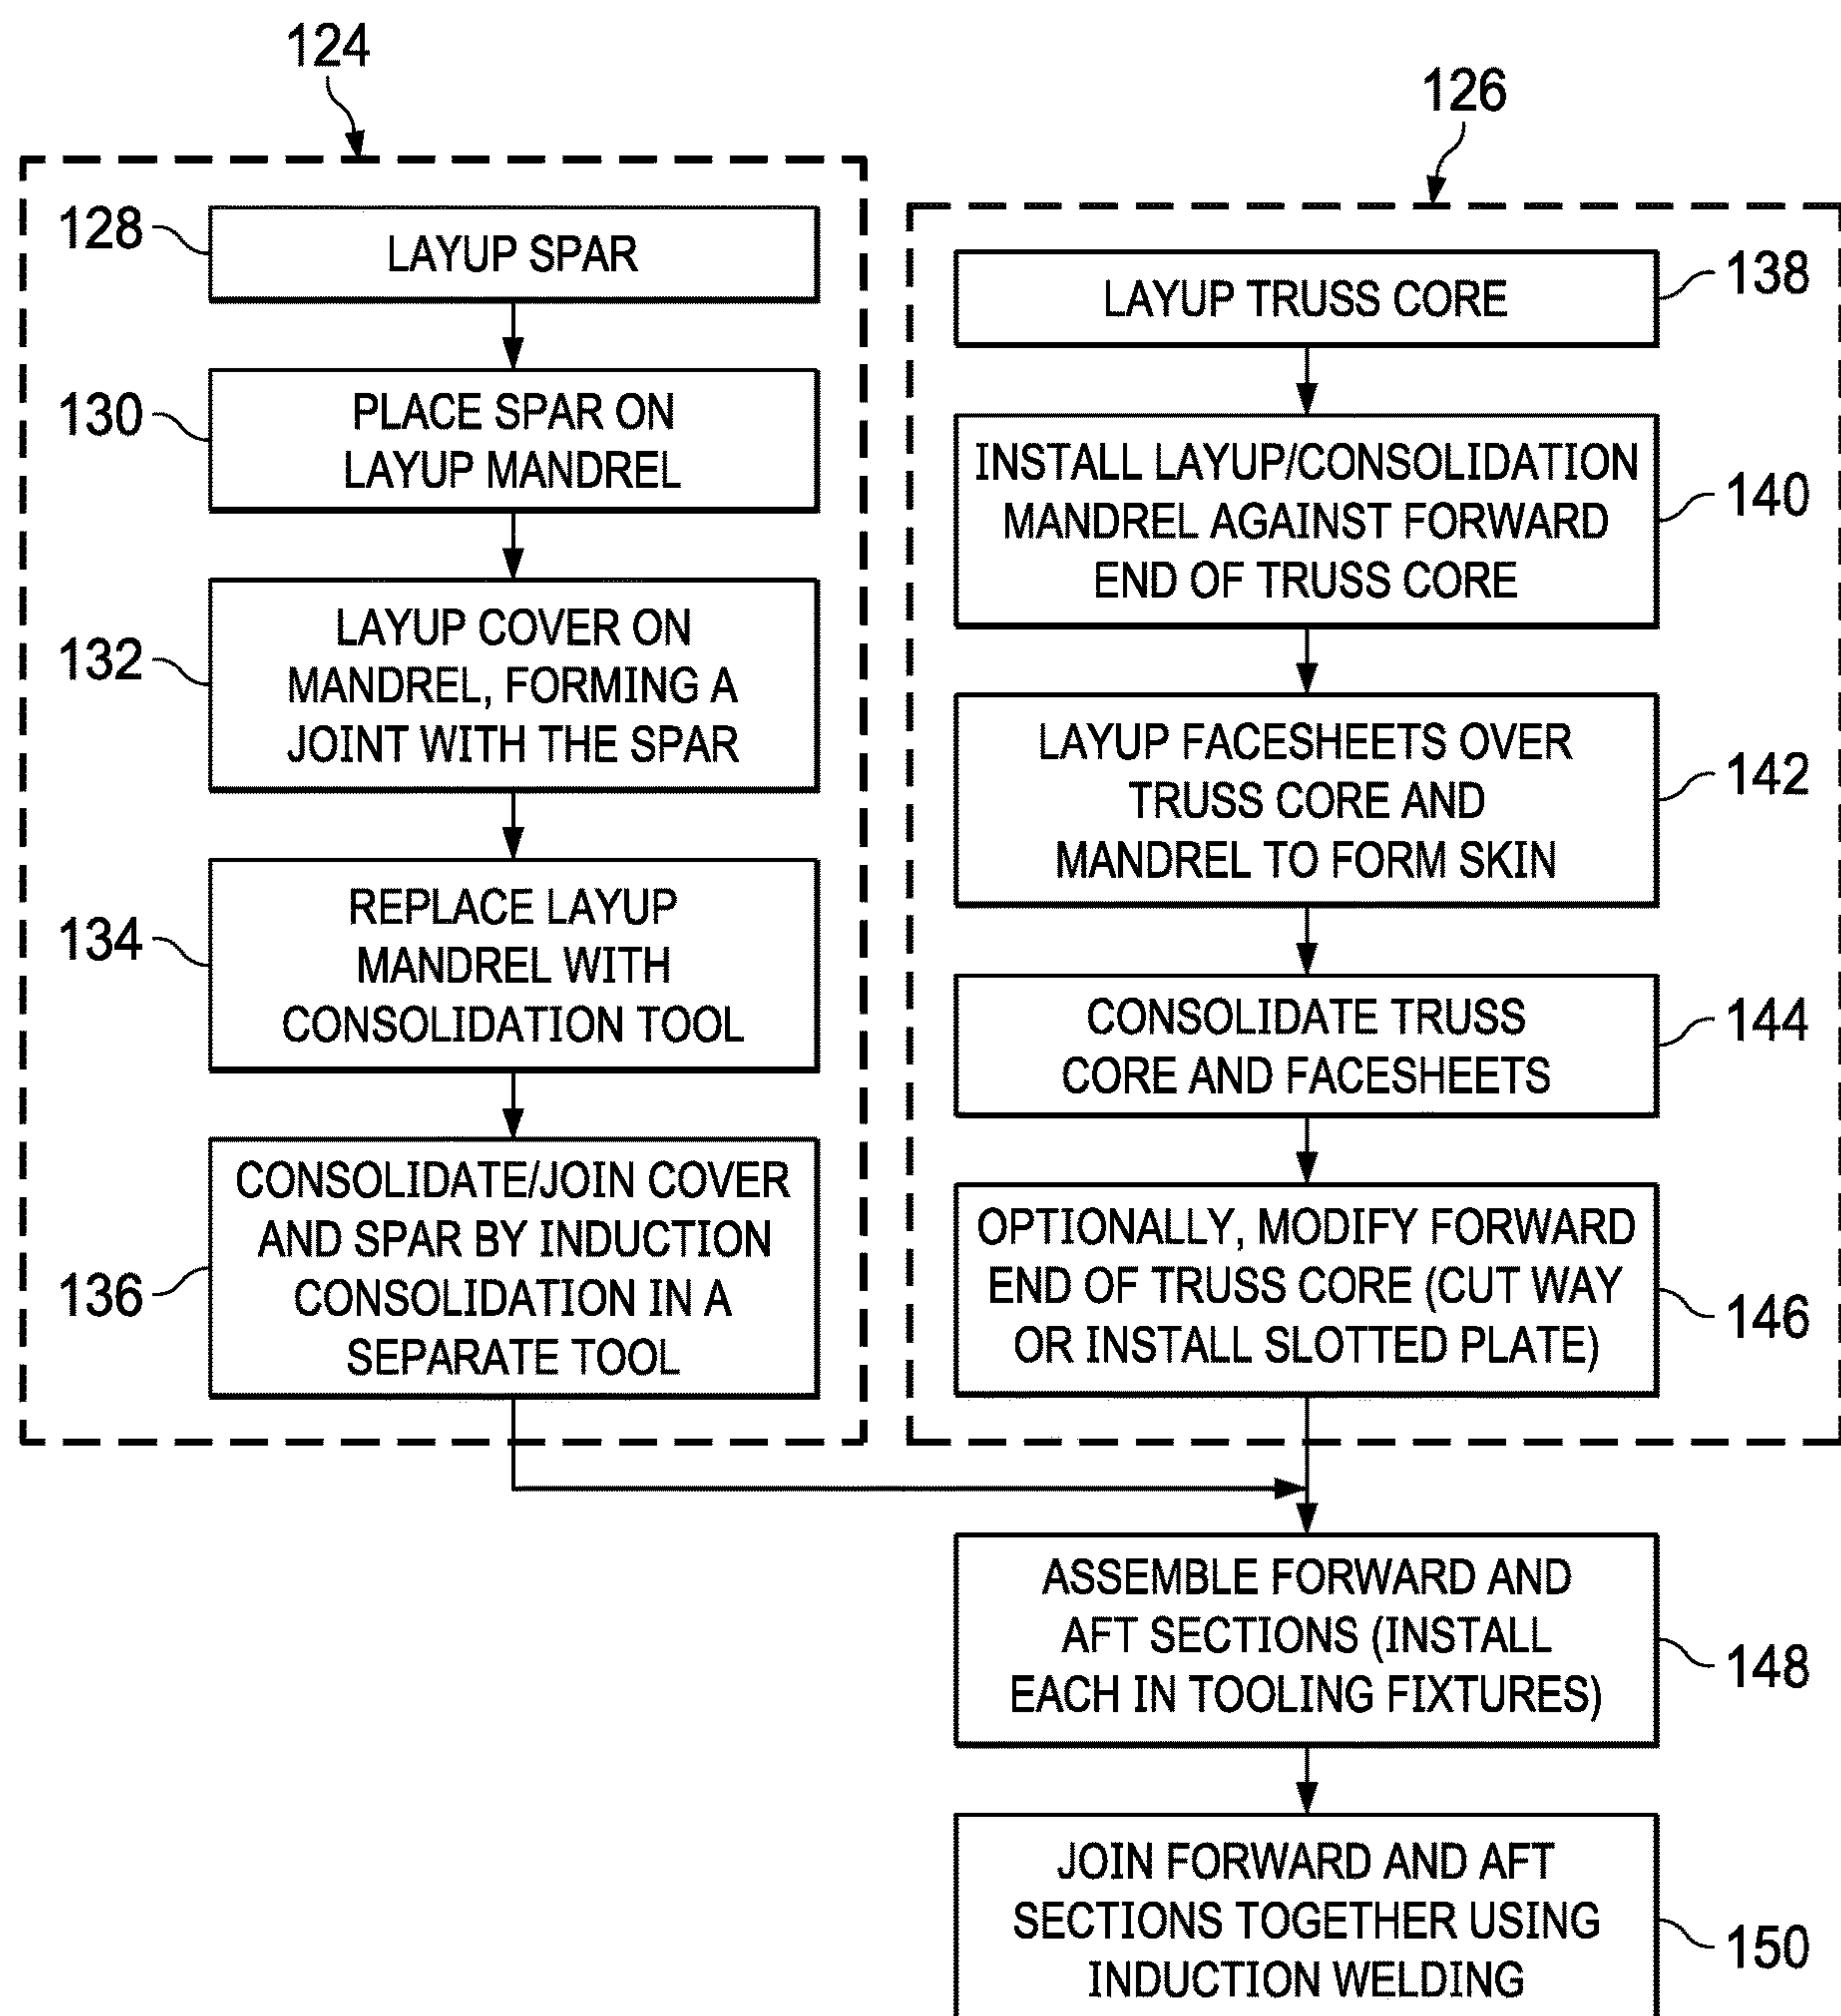 124
128
LAYUP SPAR
130
PLACE SPAR ON
LAYUP MANDREL
132
LAYUP COVER ON
MANDREL, FORMING A
JOINT WITH THE SPAR
134
REPLACE LAYUP
MANDREL WITH
CONSOLIDATION TOOL
136
CONSOLIDATE/JOIN COVER
AND SPAR BY INDUCTION
CONSOLIDATION IN A
SEPARATE TOOL
126
LAYUP TRUSS CORE
138
INSTALL LAYUP/CONSOLIDATION
MANDREL AGAINST FORWARD
END OF TRUSS CORE
140
LAYUP FACESHEETS OVER
TRUSS CORE AND
MANDREL TO FORM SKIN
142
CONSOLIDATE TRUSS
CORE AND FACESHEETS
144
OPTIONALLY, MODIFY FORWARD
END OF TRUSS CORE (CUT WAY
OR INSTALL SLOTTED PLATE)
146
ASSEMBLE FORWARD AND
AFT SECTIONS (INSTALL
EACH IN TOOLING FIXTURES)
148
JOIN FORWARD AND AFT
SECTIONS TOGETHER USING
INDUCTION WELDING
150